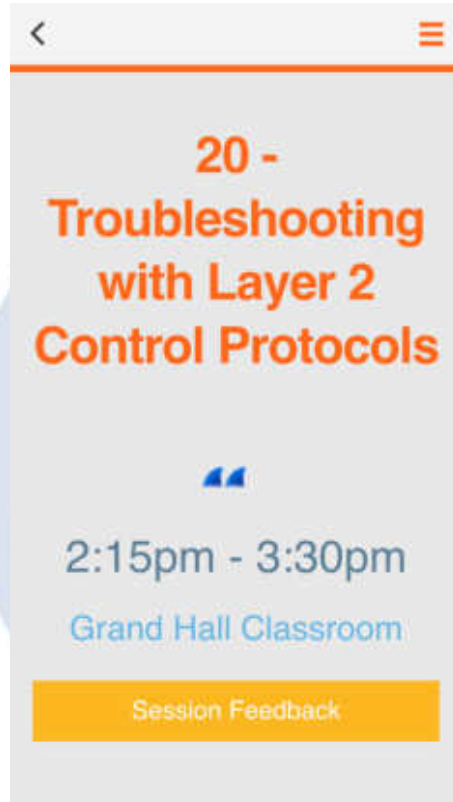 20 -
Troubleshooting
with Layer 2
Control Protocols
2:15pm - 3:30pm
Grand Hall Classroom
Session Feedback